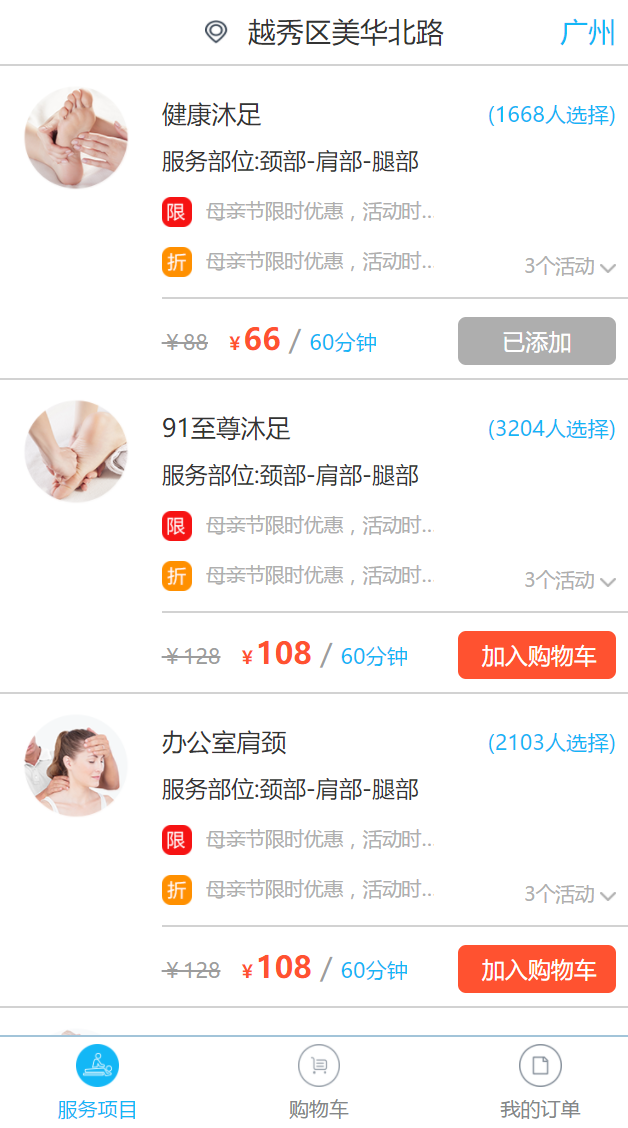 越秀区美华北路 广州
健康沐足 (1668人选择)
服务部位:颈部-肩部-腿部
限 母亲节限时优惠，活动时...
折 母亲节限时优惠，活动时... 3个活动
￥88 ￥66 / 60分钟 已添加
91至尊沐足 (3204人选择)
服务部位:颈部-肩部-腿部
限 母亲节限时优惠，活动时...
折 母亲节限时优惠，活动时... 3个活动
￥128 ￥108 / 60分钟 加入购物车
办公室肩颈 (2103人选择)
服务部位:颈部-肩部-腿部
限 母亲节限时优惠，活动时...
折 母亲节限时优惠，活动时... 3个活动
￥128 ￥108 / 60分钟 加入购物车
服务项目 购物车 我的订单